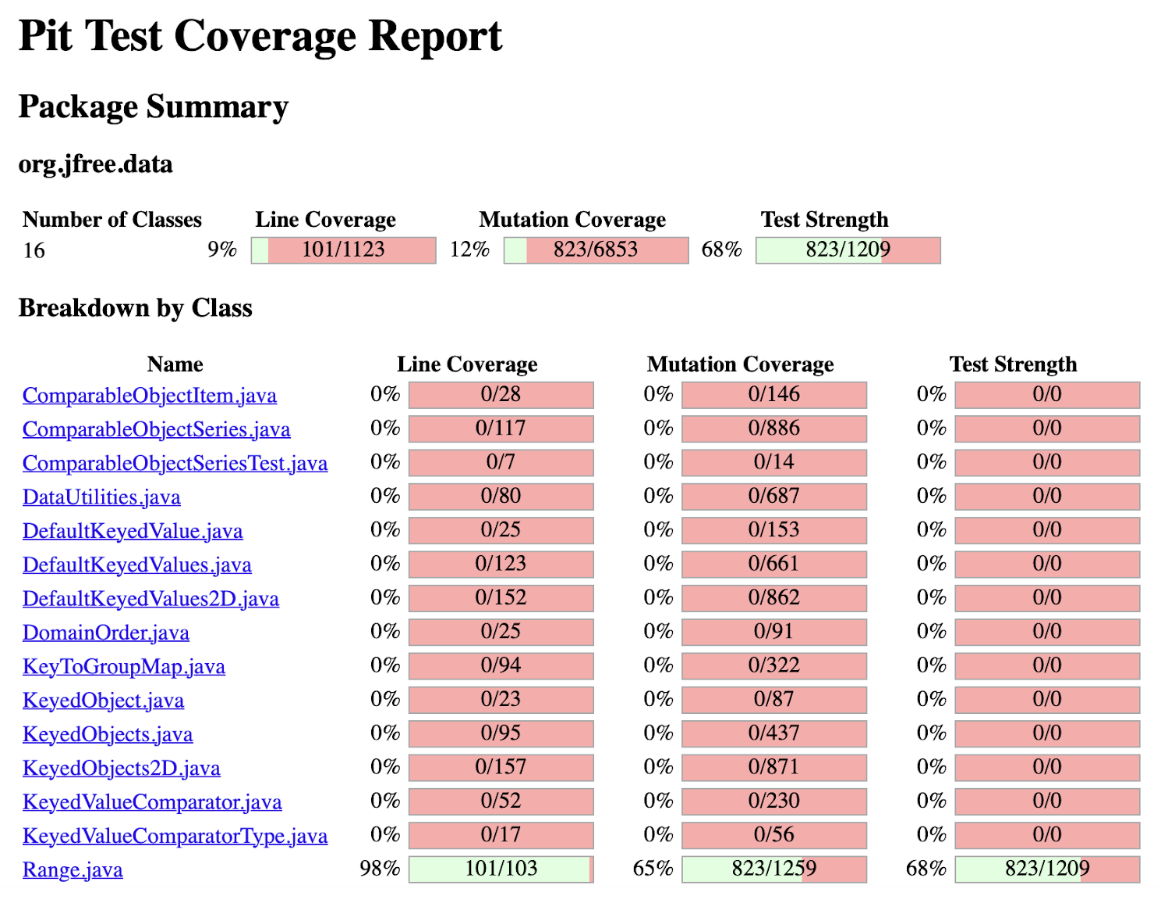 Pit Test Coverage Report
Package Summary
org.jfree.data
Number of Classes Line Coverage Mutation Coverage Test Strength
16 9% 101/1123 12% 823/6853 68% 823/1209
Breakdown by Class
Name Line Coverage Mutation Coverage Test Strength
ComparableObjectItem.java 0% 0/28 0% 0/146 0% 0/0
ComparableObjectSeries.java 0% 0/117 0% 0/886 0% 0/0
ComparableObjectSeriesTest.java 0% 0/7 0% 0/14 0% 0/0
DataUtilities.java 0% 0/80 0% 0/687 0% 0/0
DefaultKeyedValue.java 0% 0/25 0% 0/153 0% 0/0
DefaultKeyedValues.java 0% 0/123 0% 0/661 0% 0/0
DefaultKeyedValues2D.java 0% 0/152 0% 0/862 0% 0/0
DomainOrder.java 0% 0/25 0% 0/91 0% 0/0
KeyToGroupMap.java 0% 0/94 0% 0/322 0% 0/0
KeyedObject.java 0% 0/23 0% 0/87 0% 0/0
KeyedObjects.java 0% 0/95 0% 0/437 0% 0/0
KeyedObjects2D.java 0% 0/157 0% 0/871 0% 0/0
KeyedValueComparator.java 0% 0/52 0% 0/230 0% 0/0
KeyedValueComparatorType.java 0% 0/17 0% 0/56 0% 0/0
Range.java 98% 101/103 65% 823/1259 68% 823/1209